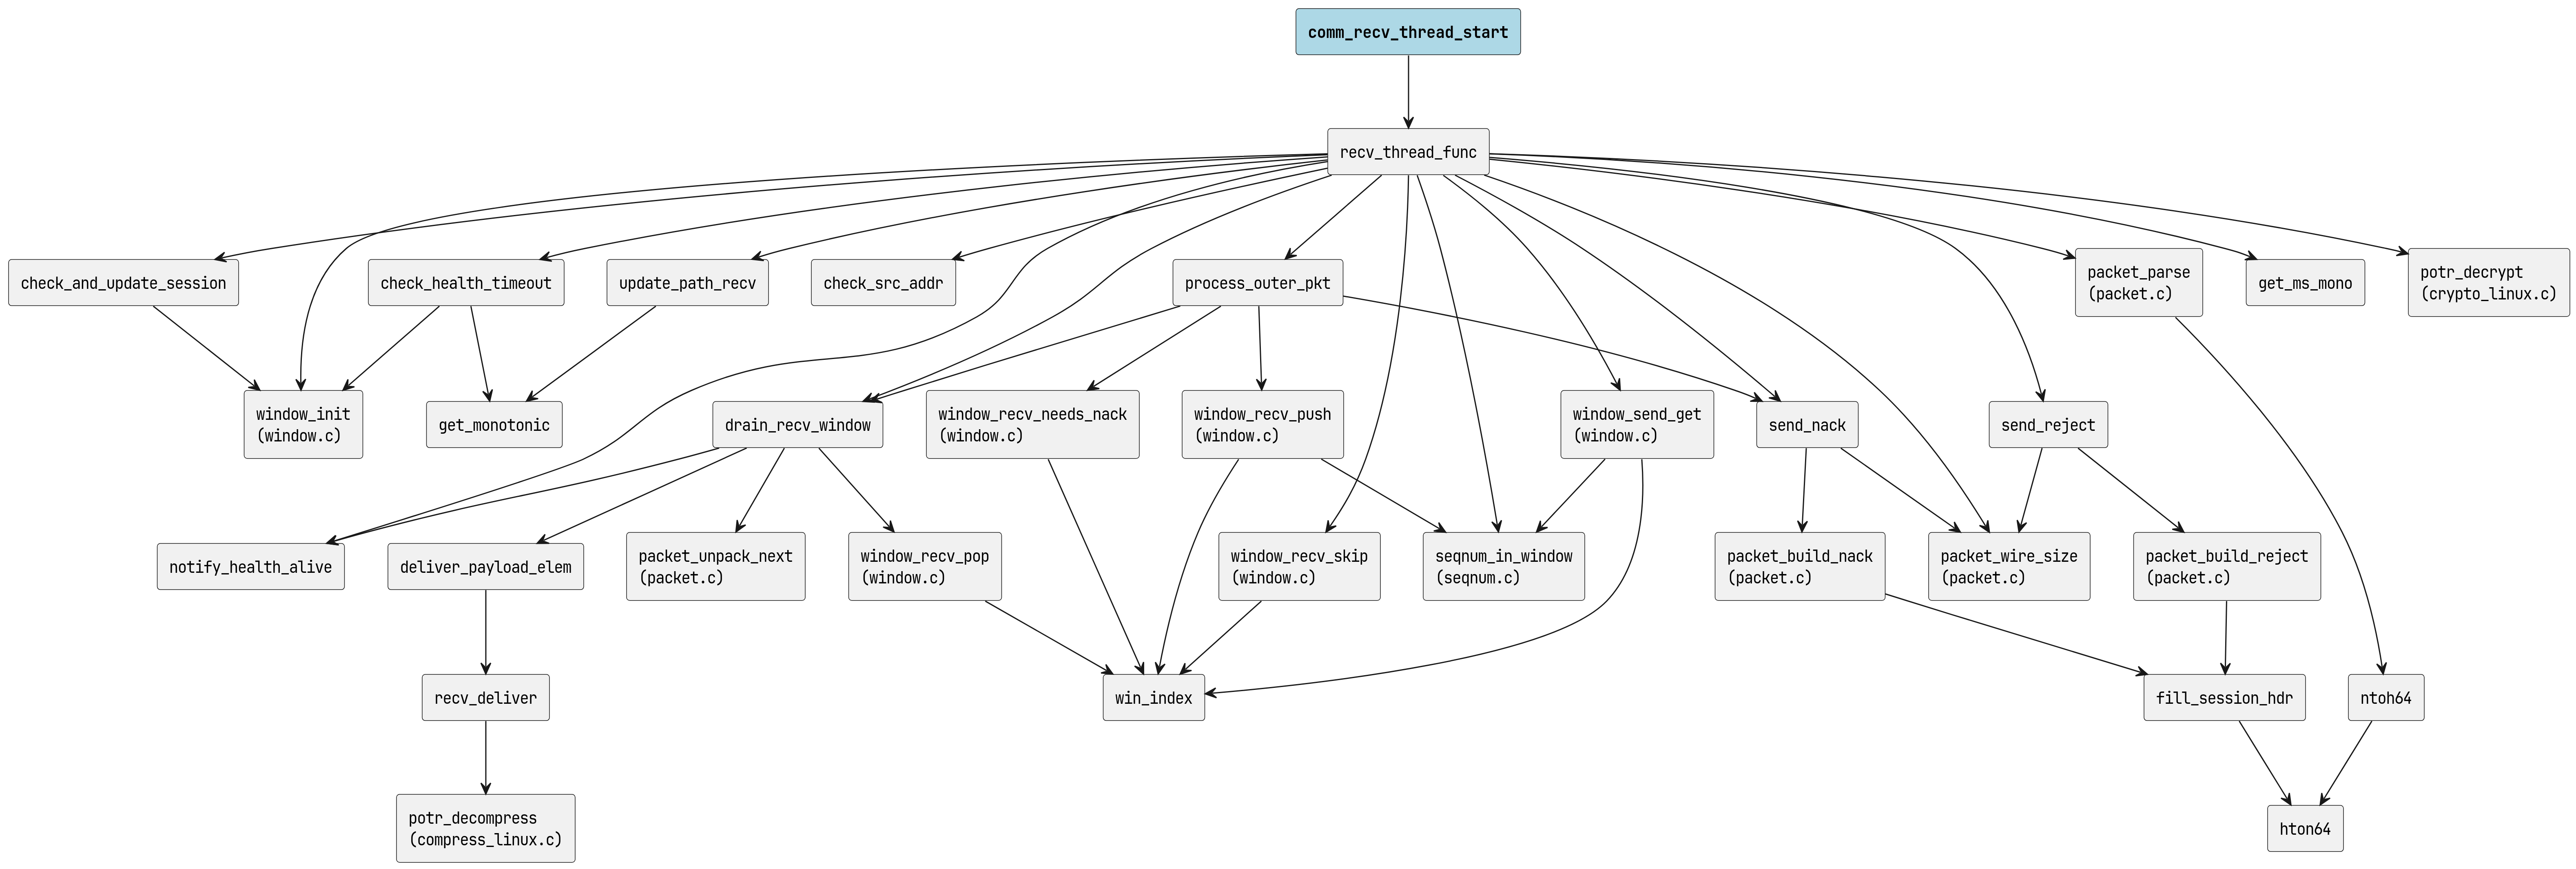 comm_recv_thread_start
recv_thread_func
check_and_update_session
check_health_timeout
update_path_recv
check_src_addr
process_outer_pkt
packet_parse
(packet.c)
get_ms_mono
potr_decrypt
(crypto_linux.c)
window_init
(window.c)
get_monotonic
drain_recv_window
window_recv_needs_nack
(window.c)
window_recv_push
(window.c)
window_send_get
(window.c)
send_nack
send_reject
notify_health_alive
deliver_payload_elem
packet_unpack_next
(packet.c)
window_recv_pop
(window.c)
window_recv_skip
(window.c)
seqnum_in_window
(seqnum.c)
packet_build_nack
(packet.c)
packet_wire_size
(packet.c)
packet_build_reject
(packet.c)
recv_deliver
win_index
fill_session_hdr
ntoh64
potr_decompress
(compress_linux.c)
hton64